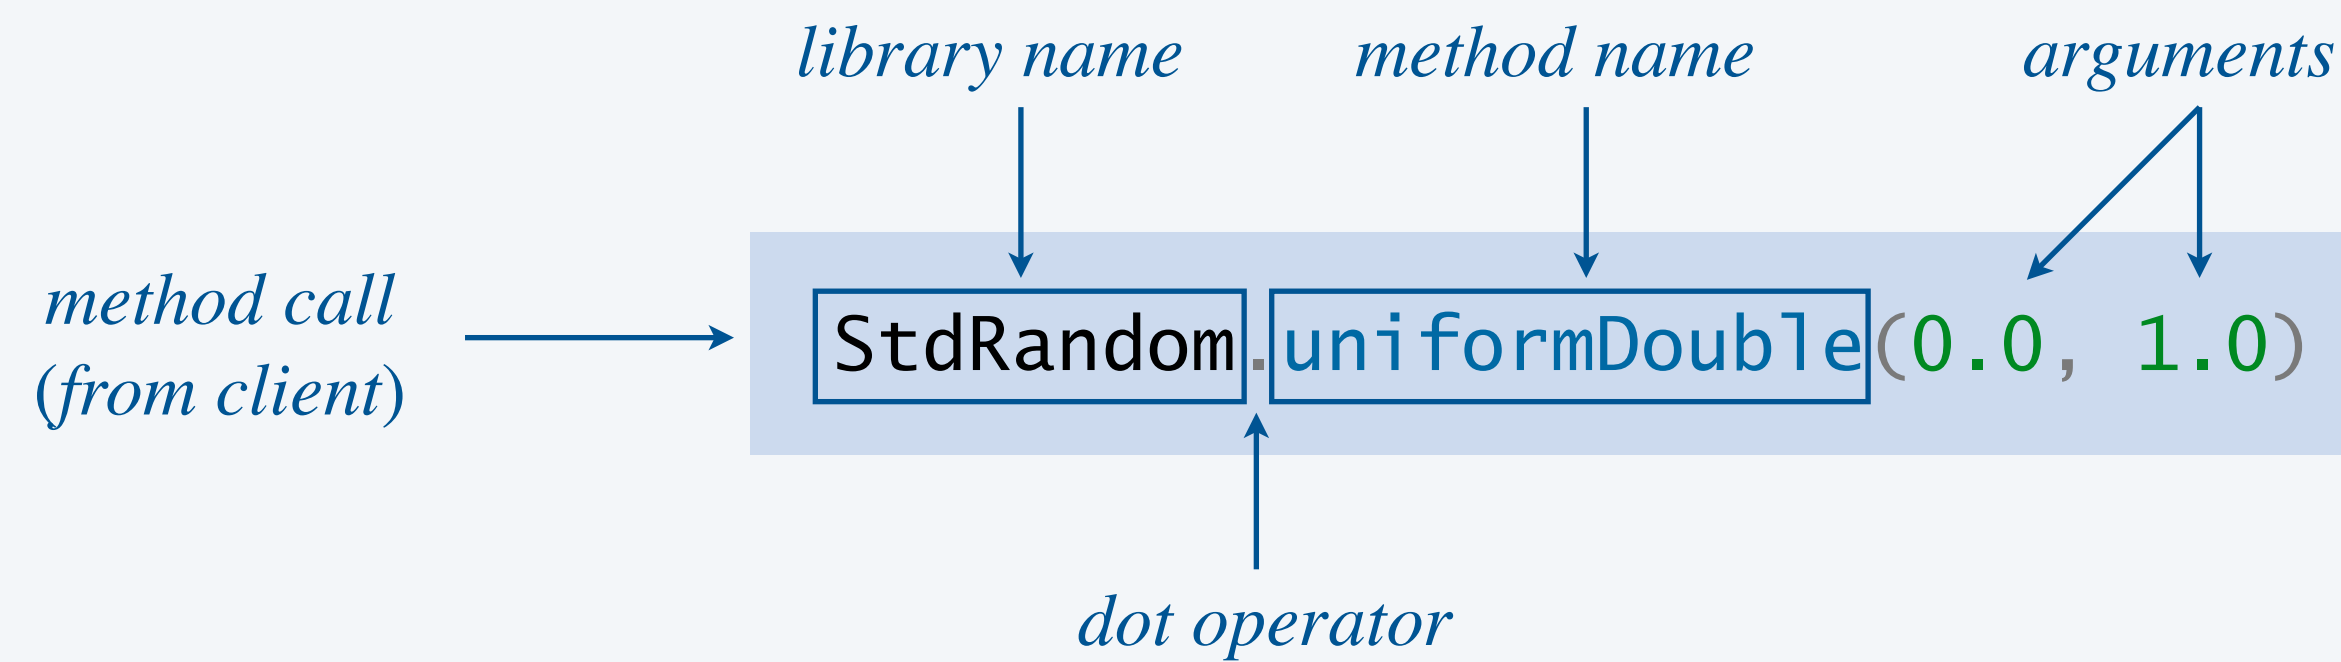 library name
method name
arguments
method call
(from client)
StdRandom.uniformDouble(0.0, 1.0)
dot operator